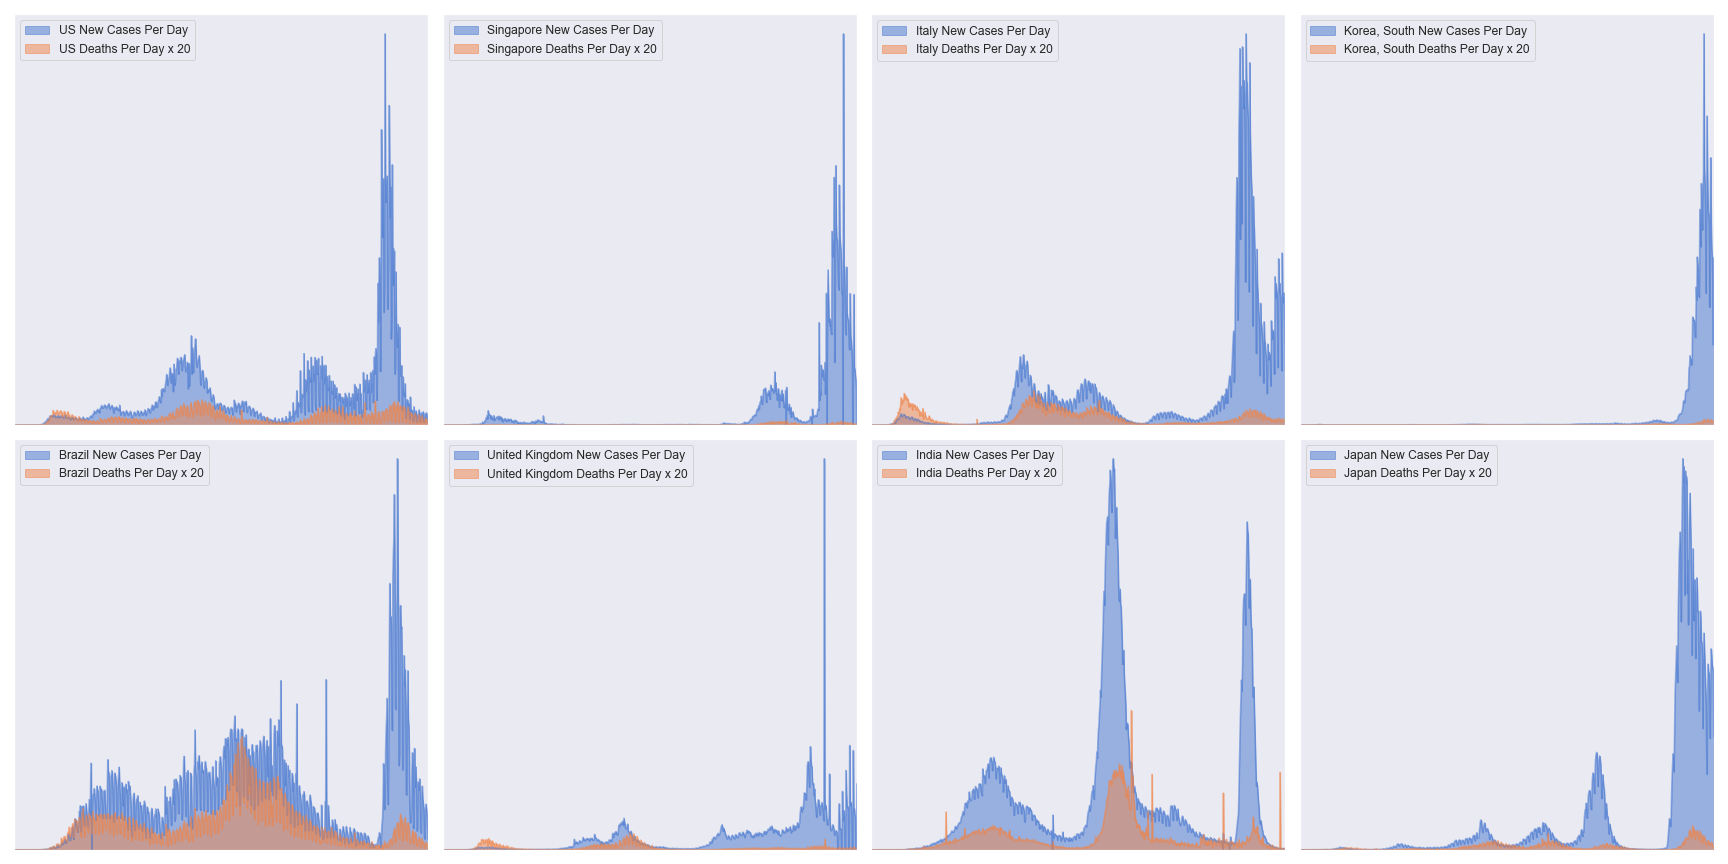 US New Cases Per Day
US Deaths Per Day x 20
Singapore New Cases Per Day
Singapore Deaths Per Day x 20
Italy New Cases Per Day
Italy Deaths Per Day x 20
Korea, South New Cases Per Day
Korea, South Deaths Per Day x 20
Brazil New Cases Per Day
Brazil Deaths Per Day x 20
United Kingdom New Cases Per Day
United Kingdom Deaths Per Day x 20
India New Cases Per Day
India Deaths Per Day x 20
Japan New Cases Per Day
Japan Deaths Per Day x 20